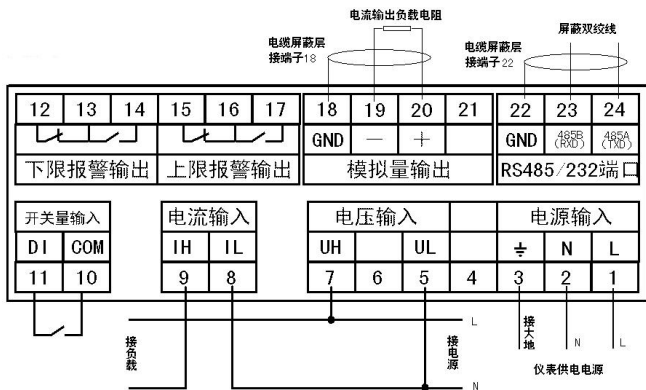 电流输出负载电阻
电缆屏蔽层
接端子18
电缆屏蔽层
接端子22
屏蔽双绞线
12 13 14 15 16 17 18 19 20 21 22 23 24
GND — + GND 485B (RXD) 485A (TXD)
下限报警输出 上限报警输出 模拟量输出 RS485/232端口
开关量输入 电流输入 电压输入 电源输入
DI COM IH IL UH UL ⏚ N L
11 10 9 8 7 6 5 4 3 2 1
接负载
L
接电源
N
接大地
N
L
仪表供电电源